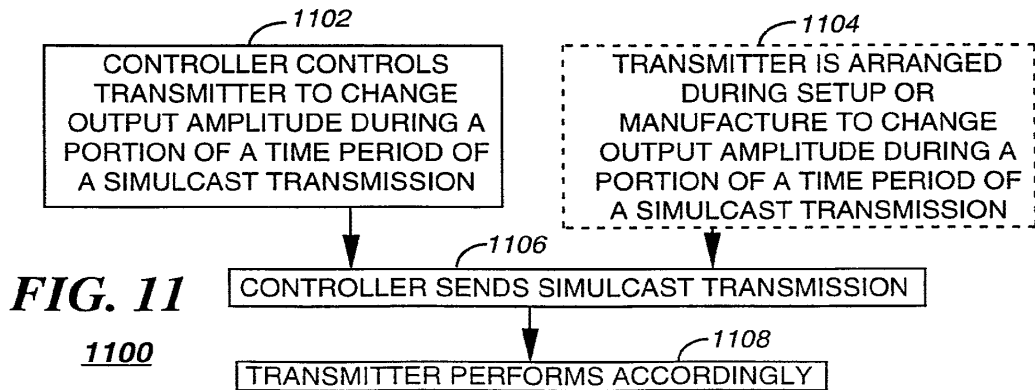 1102
CONTROLLER CONTROLS
TRANSMITTER TO CHANGE
OUTPUT AMPLITUDE DURING A
PORTION OF A TIME PERIOD OF
A SIMULCAST TRANSMISSION
1104
TRANSMITTER IS ARRANGED
DURING SETUP OR
MANUFACTURE TO CHANGE
OUTPUT AMPLITUDE DURING A
PORTION OF A TIME PERIOD OF
A SIMULCAST TRANSMISSION
1106
CONTROLLER SENDS SIMULCAST TRANSMISSION
FIG. 11
1100
1108
TRANSMITTER PERFORMS ACCORDINGLY